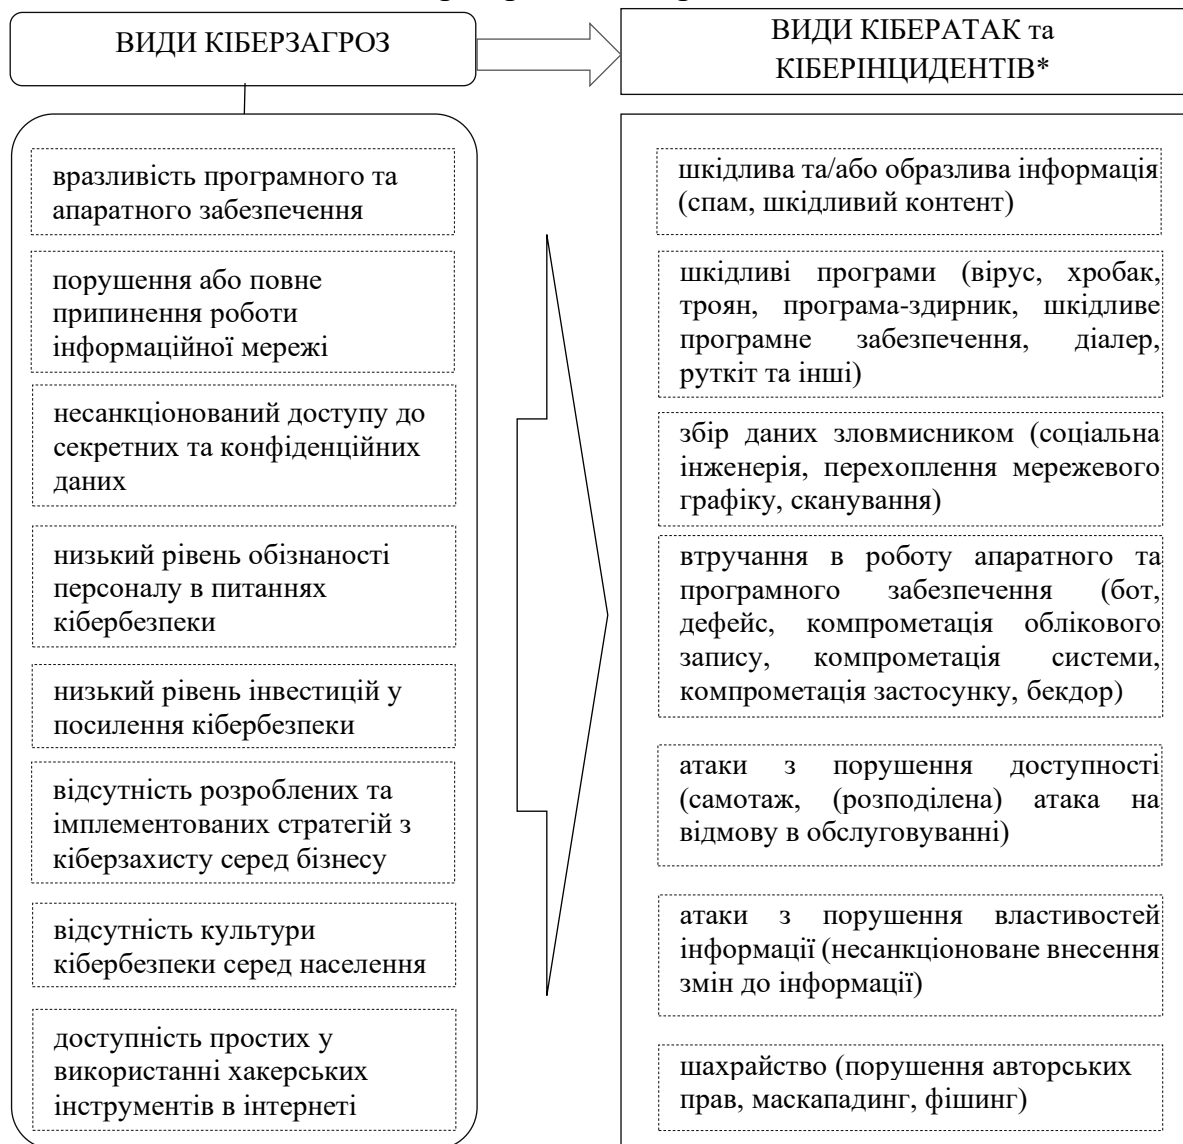 ВИДИ КІБЕРЗАГРОЗ
ВИДИ КІБЕРАТАК та
КІБЕРІНЦИДЕНТІВ*
вразливість програмного та
апаратного забезпечення
порушення або повне
припинення роботи
інформаційної мережі
несанкціонований доступу до
секретних та конфіденційних
даних
низький рівень обізнаності
персоналу в питаннях
кібербезпеки
низький рівень інвестицій у
посилення кібербезпеки
відсутність розроблених та
імплементованих стратегій з
кіберзахисту серед бізнесу
відсутність культури
кібербезпеки серед населення
доступність простих у
використанні хакерських
інструментів в інтернеті
шкідлива та/або образлива інформація
(спам, шкідливий контент)
шкідливі програми (вірус, хробак,
троян, програма-здирник, шкідливе
програмне забезпечення, діалер,
руткіт та інші)
збір даних зловмисником (соціальна
інженерія, перехоплення мережевого
графіку, сканування)
втручання в роботу апаратного та
програмного забезпечення (бот,
дефейс, компрометація облікового
запису, компрометація системи,
компрометація застосунку, бекдор)
атаки з порушення доступності
(самотаж, (розподілена) атака на
відмову в обслуговуванні)
атаки з порушення властивостей
інформації (несанкціоноване внесення
змін до інформації)
шахрайство (порушення авторських
прав, маскападинг, фішинг)